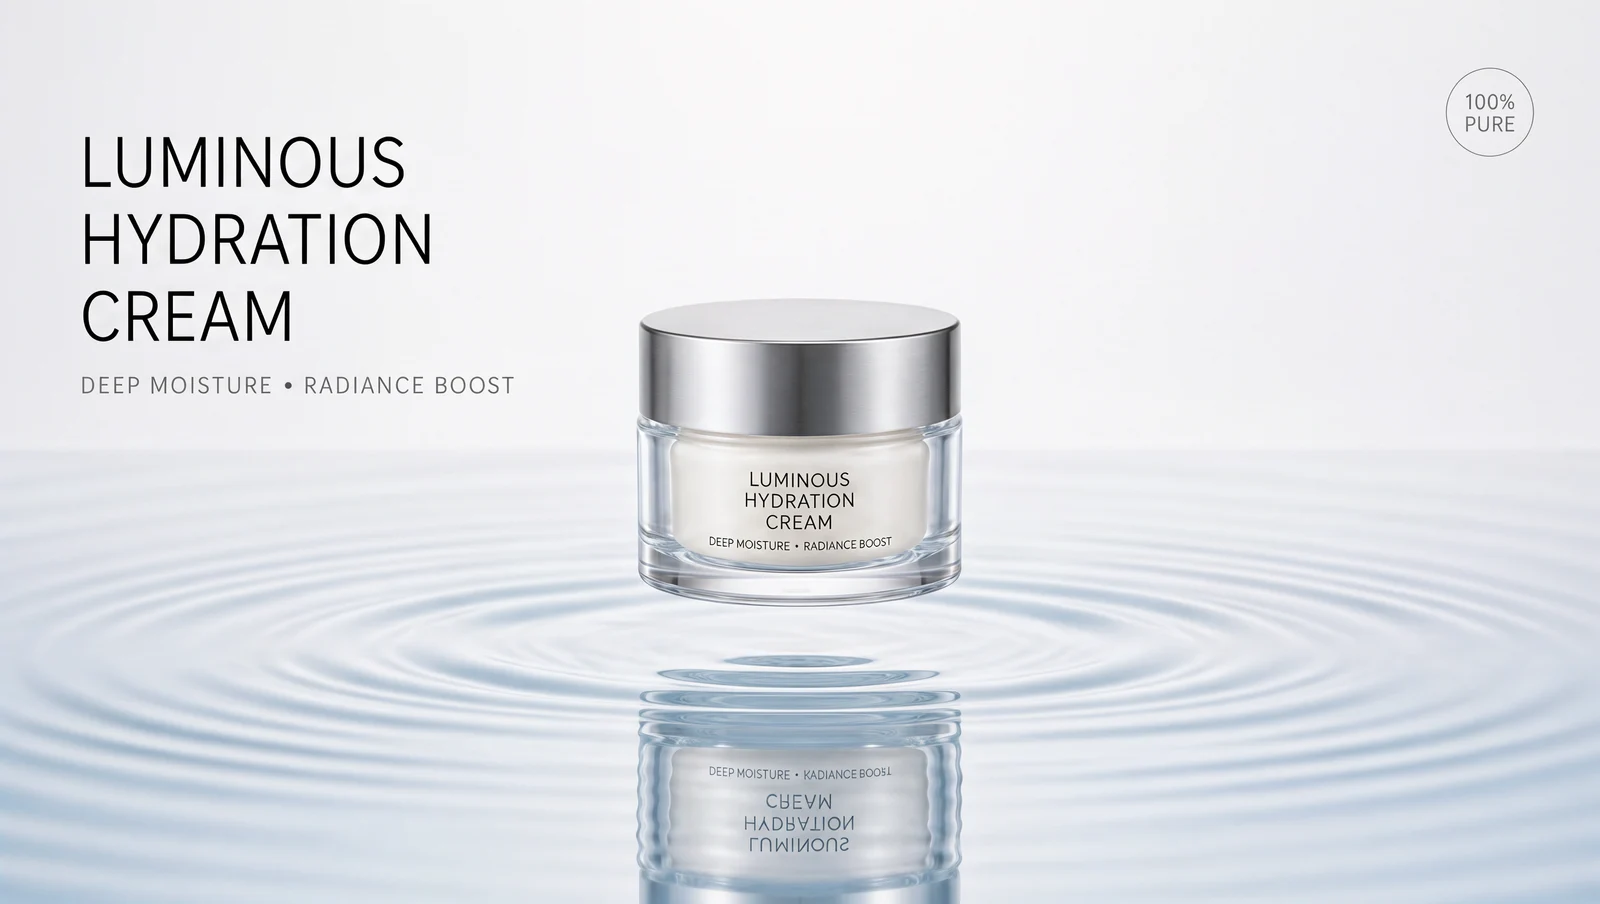 LUMINOUS
HYDRATION
CREAM
DEEP MOISTURE • RADIANCE BOOST
100%
PURE
LUMINOUS
HYDRATION
CREAM
DEEP MOISTURE • RADIANCE BOOST
DEEP MOISTURE • KADIANCE BOOST
CREAM
HYDRATION
LUMINOUS